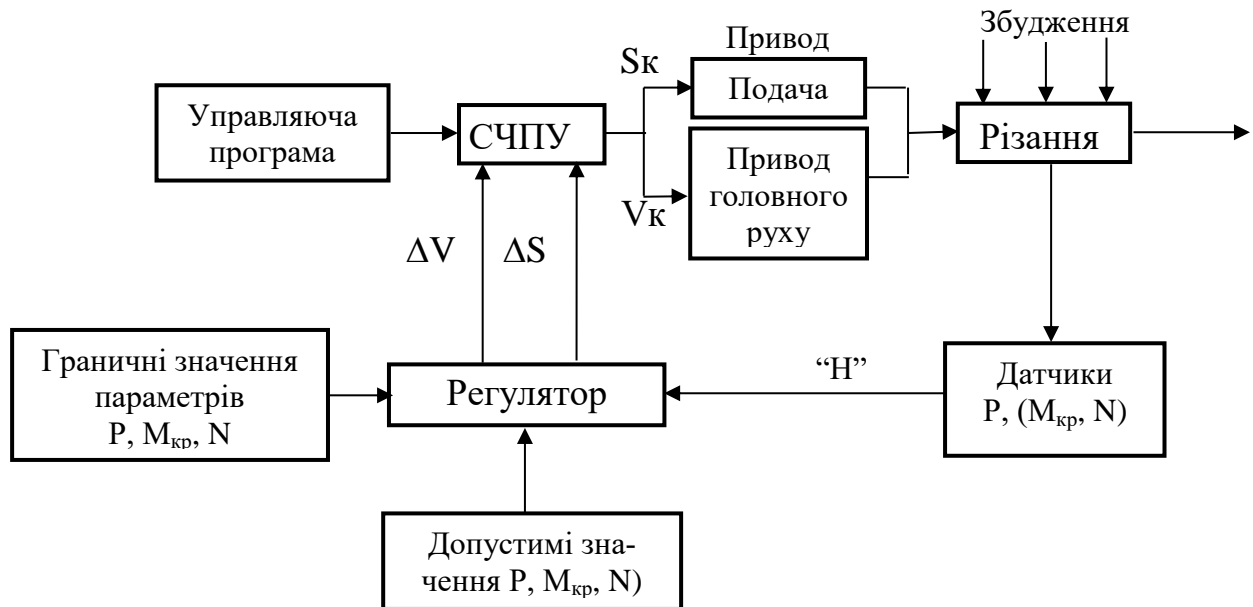 Збудження
Привод
Sк
Подача
Управляюча
програма
СЧПУ
Різання
Привод
головного
руху
Vк
ΔV
ΔS
Граничні значення
параметрів
P, Mкр, N
Регулятор
“Н”
Датчики
P, (Mкр, N)
Допустимі зна-
чення P, Mкр, N)